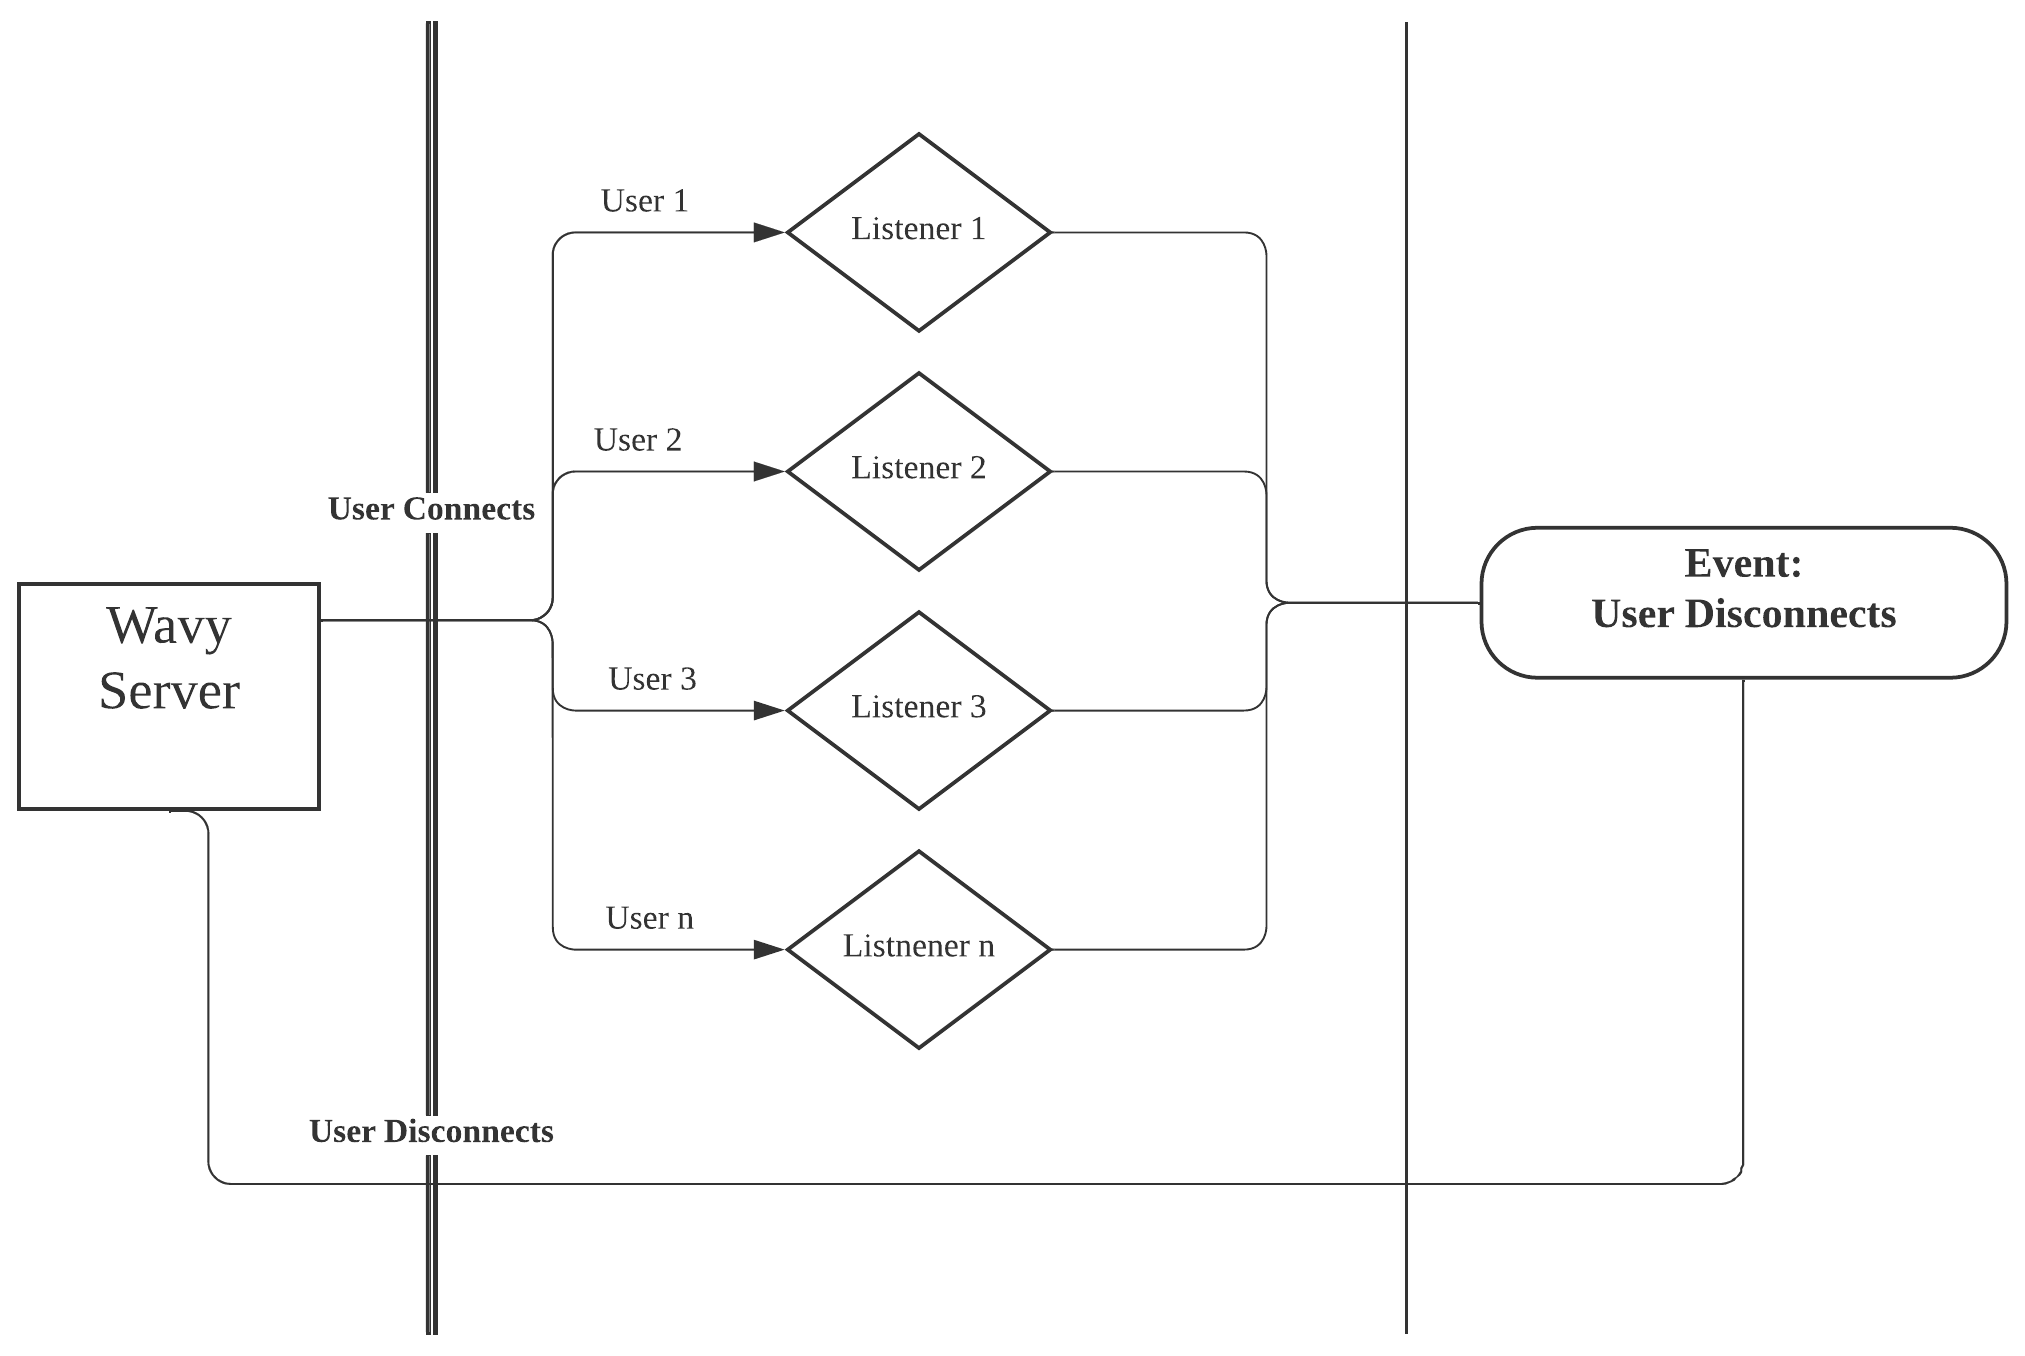 User 1
Listener 1
User 2
Listener 2
User Connects
Wavy
Server
Event:
User Disconnects
User 3
Listener 3
User n
Listnener n
User Disconnects